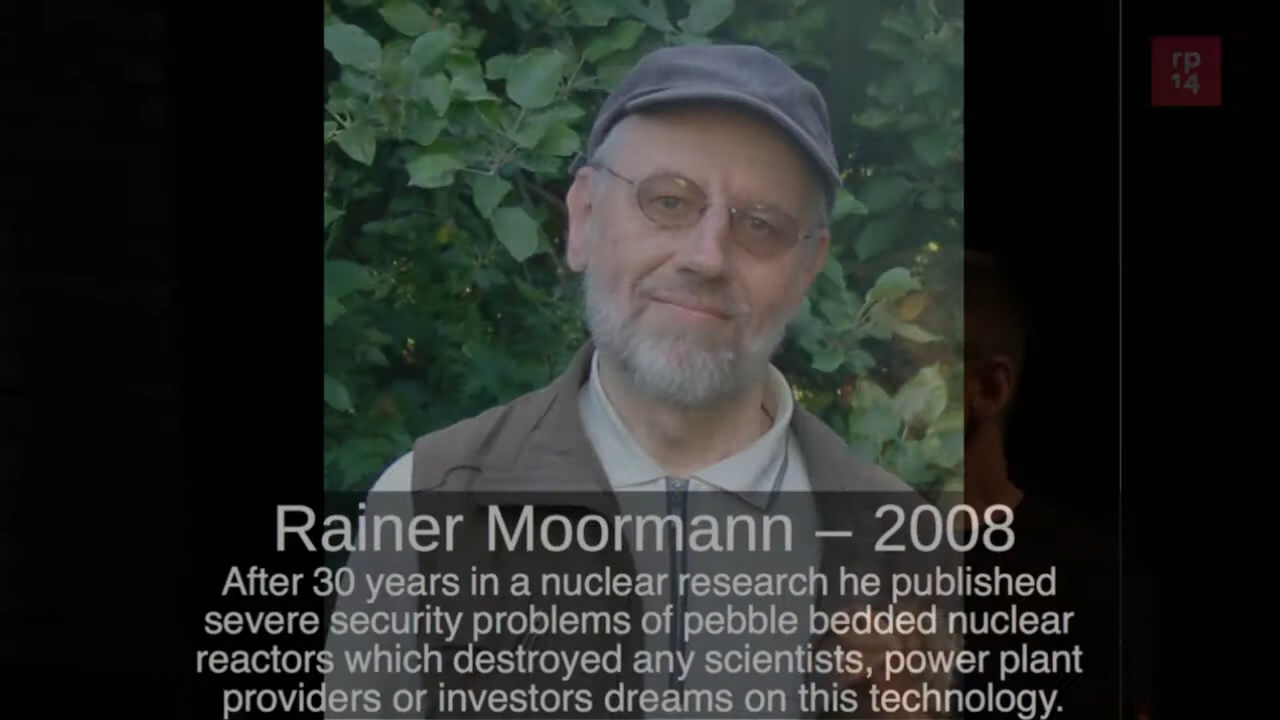 rp
14
Rainer Moormann – 2008
After 30 years in a nuclear research he published
severe security problems of pebble bedded nuclear
reactors which destroyed any scientists, power plant
providers or investors dreams on this technology.